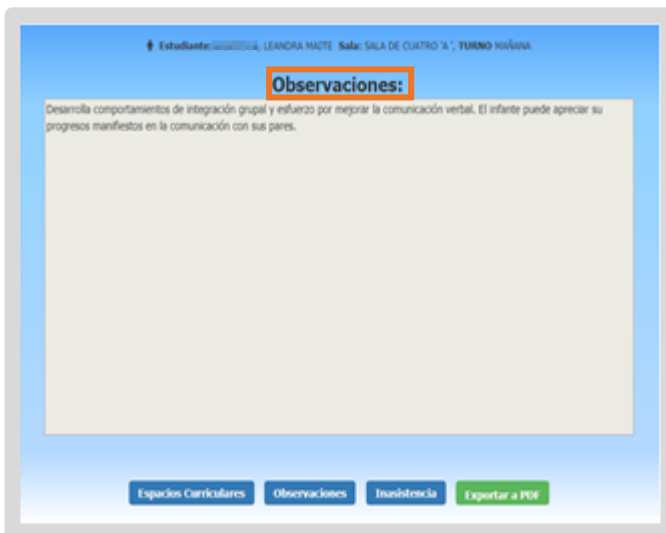 Estudiante: LEANDRA MAITE Sala: SALA DE CUATRO 'A', TURNO MAÑANA
Observaciones:
Desarrolla comportamientos de integración grupal y esfuerzo por mejorar la comunicación verbal. El infante puede apreciar su
progresos manifiestos en la comunicación con sus pares.
Espacios Curriculares Observaciones Inasistencia Exportar a PDF